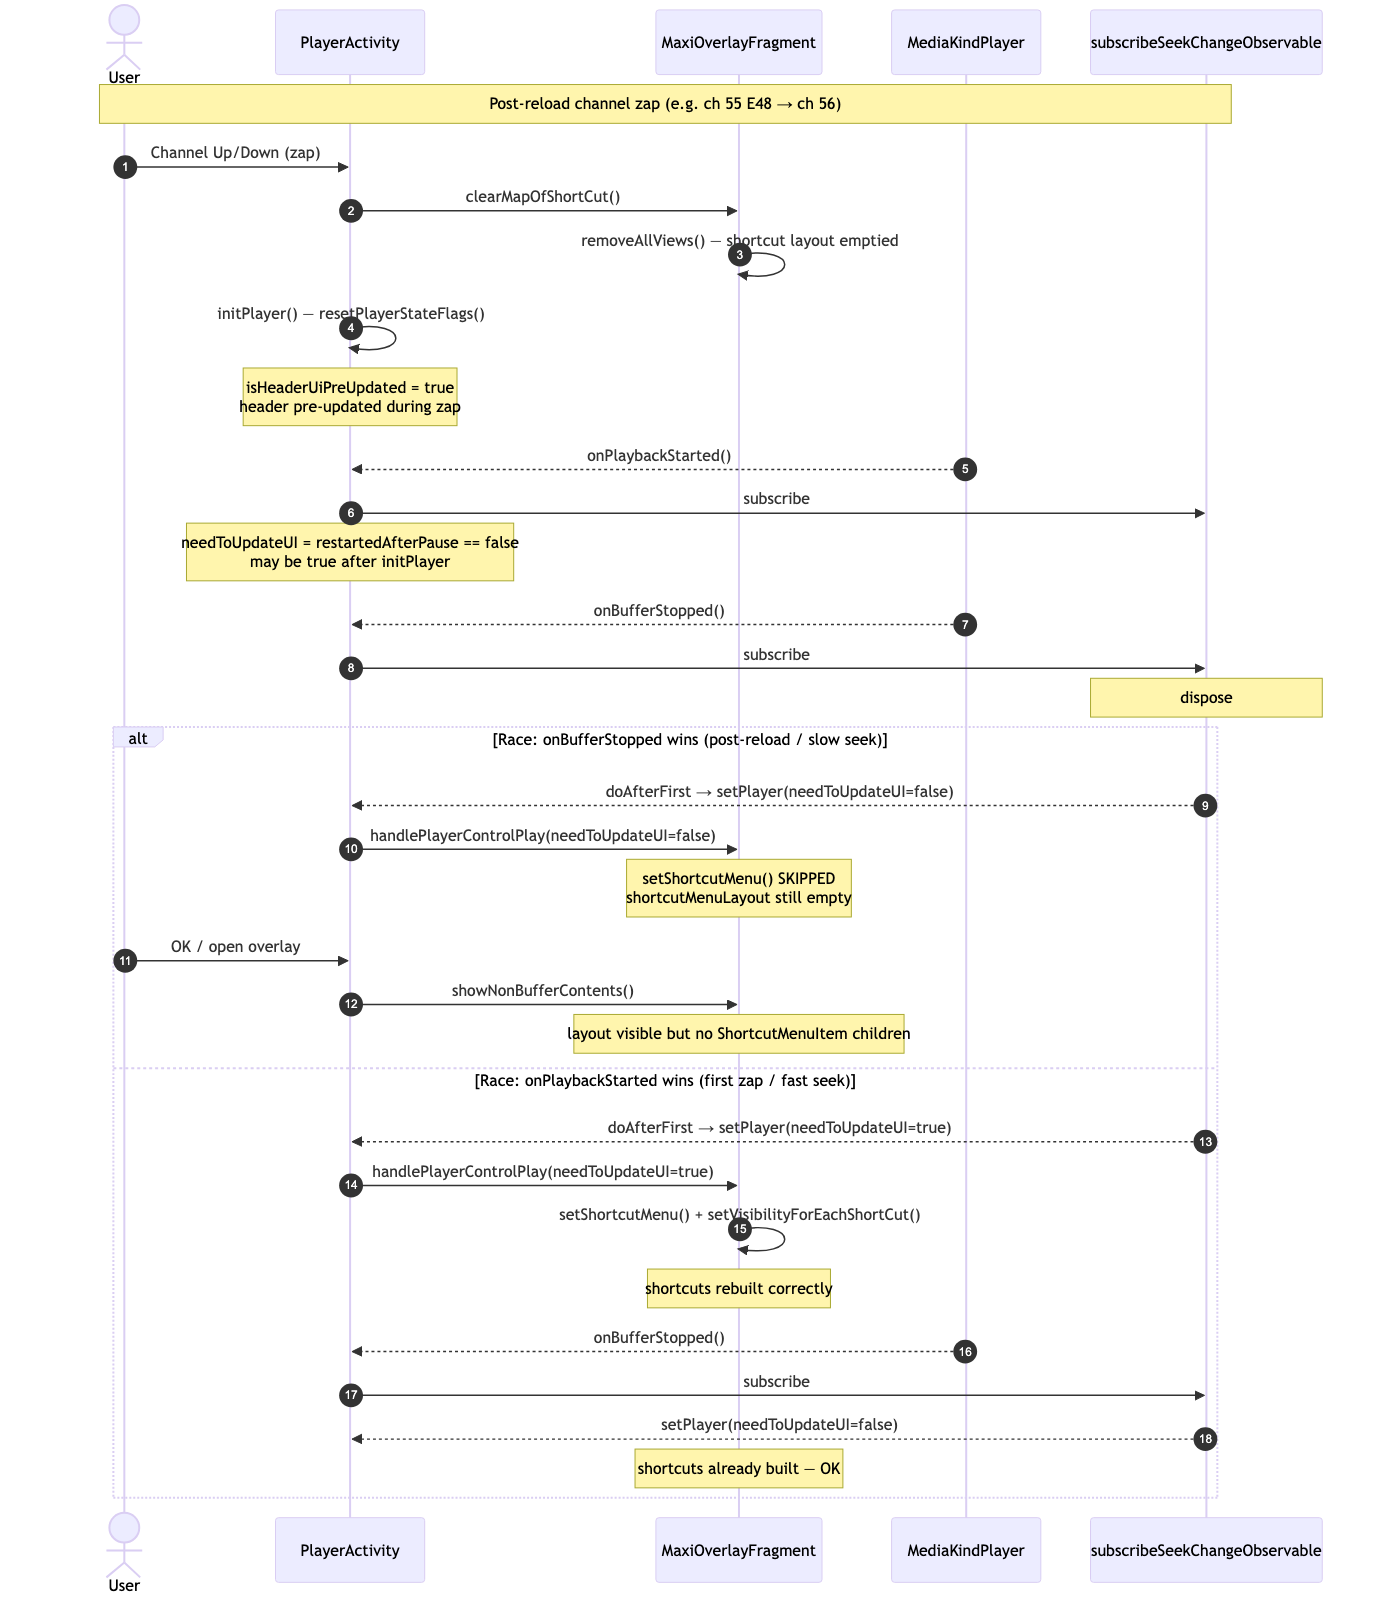 PlayerActivity
MaxiOverlayFragment
MediaKindPlayer
subscribeSeekChangeObservable
User
Post-reload channel zap (e.g. ch 55 E48 → ch 56)
1
Channel Up/Down (zap)
2
clearMapOfShortCut()
3
removeAllViews() — shortcut layout emptied
4
initPlayer() — resetPlayerStateFlags()
isHeaderUiPreUpdated = true
header pre-updated during zap
5
onPlaybackStarted()
6
subscribe
needToUpdateUI = restartedAfterPause == false
may be true after initPlayer
7
onBufferStopped()
8
subscribe
dispose
alt
[Race: onBufferStopped wins (post-reload / slow seek)]
9
doAfterFirst → setPlayer(needToUpdateUI=false)
10
handlePlayerControlPlay(needToUpdateUI=false)
setShortcutMenu() SKIPPED
shortcutMenuLayout still empty
11
OK / open overlay
12
showNonBufferContents()
layout visible but no ShortcutMenuItem children
[Race: onPlaybackStarted wins (first zap / fast seek)]
13
doAfterFirst → setPlayer(needToUpdateUI=true)
14
handlePlayerControlPlay(needToUpdateUI=true)
15
setShortcutMenu() + setVisibilityForEachShortCut()
shortcuts rebuilt correctly
16
onBufferStopped()
17
subscribe
18
setPlayer(needToUpdateUI=false)
shortcuts already built — OK
PlayerActivity
MaxiOverlayFragment
MediaKindPlayer
subscribeSeekChangeObservable
User